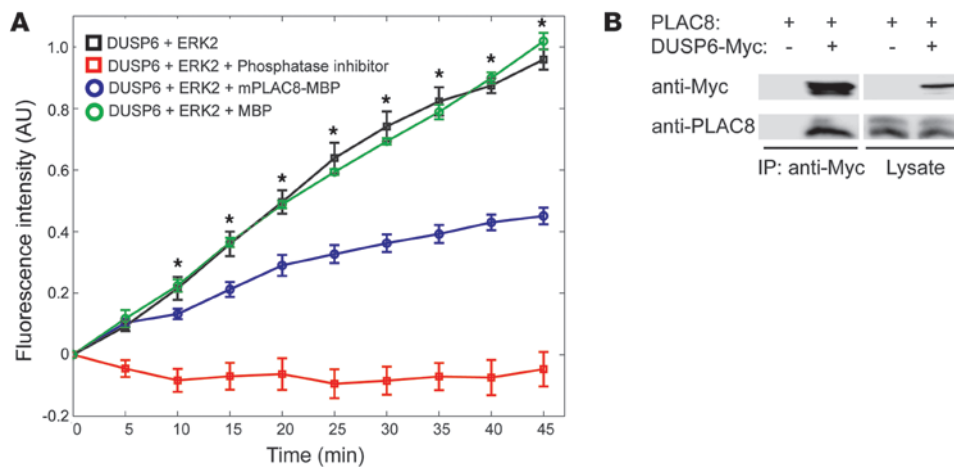 A
DUSP6 + ERK2
DUSP6 + ERK2 + Phosphatase inhibitor
DUSP6 + ERK2 + mPLAC8-MBP
DUSP6 + ERK2 + MBP
Fluorescence intensity (AU)
1.0
0.8
0.6
0.4
0.2
0
-0.2
* * * * * * * *
0 5 10 15 20 25 30 35 40 45
Time (min)
B
PLAC8: + + + +
DUSP6-Myc: - + - +
anti-Myc
anti-PLAC8
IP: anti-Myc Lysate